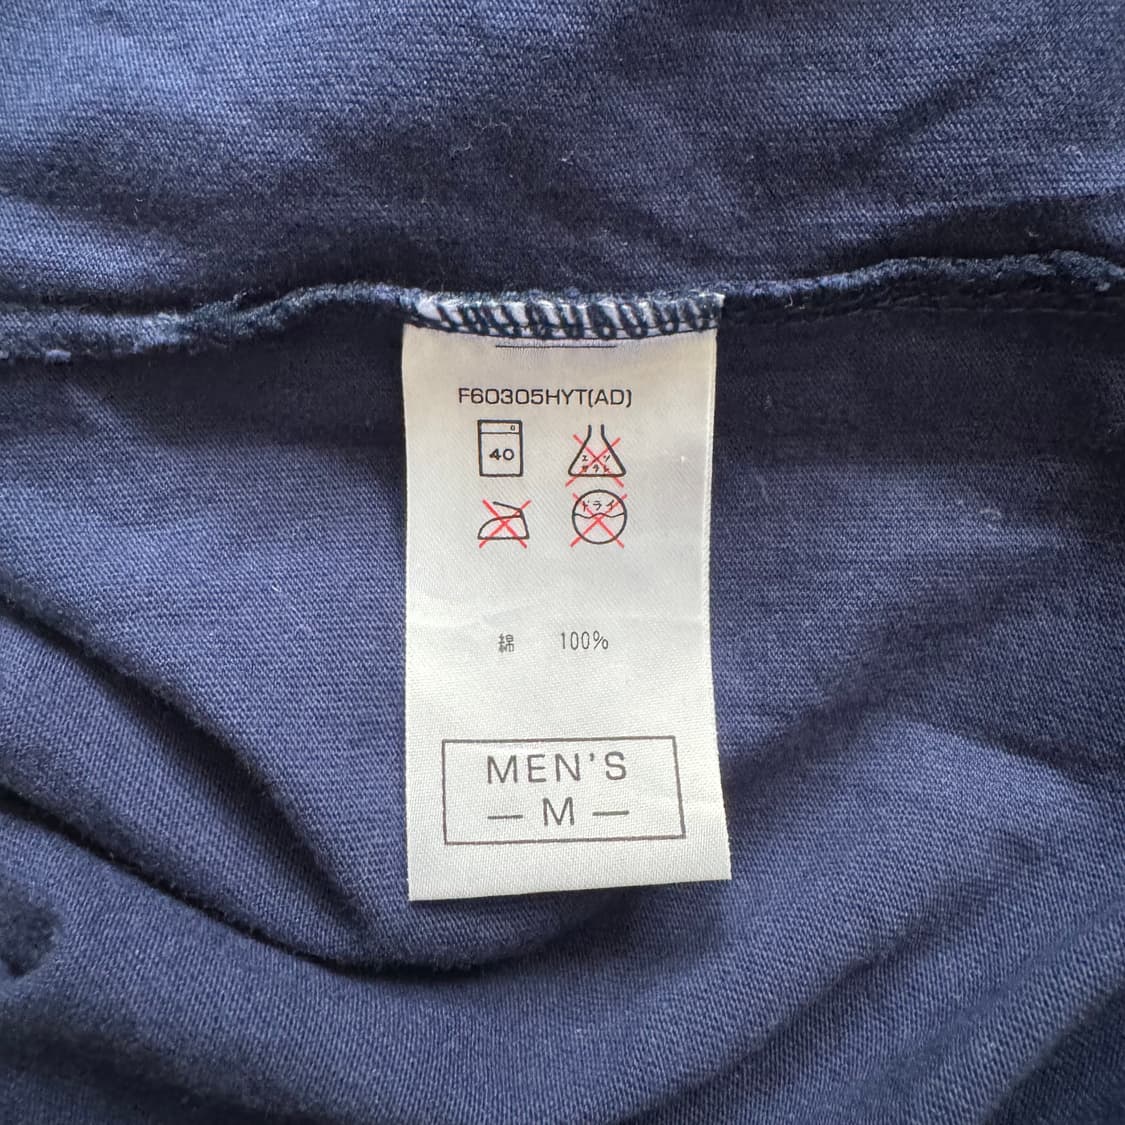 F60305HYT(AD)
40
エンソ
サラシ
ドライ
綿 100%
MEN'S
— M —